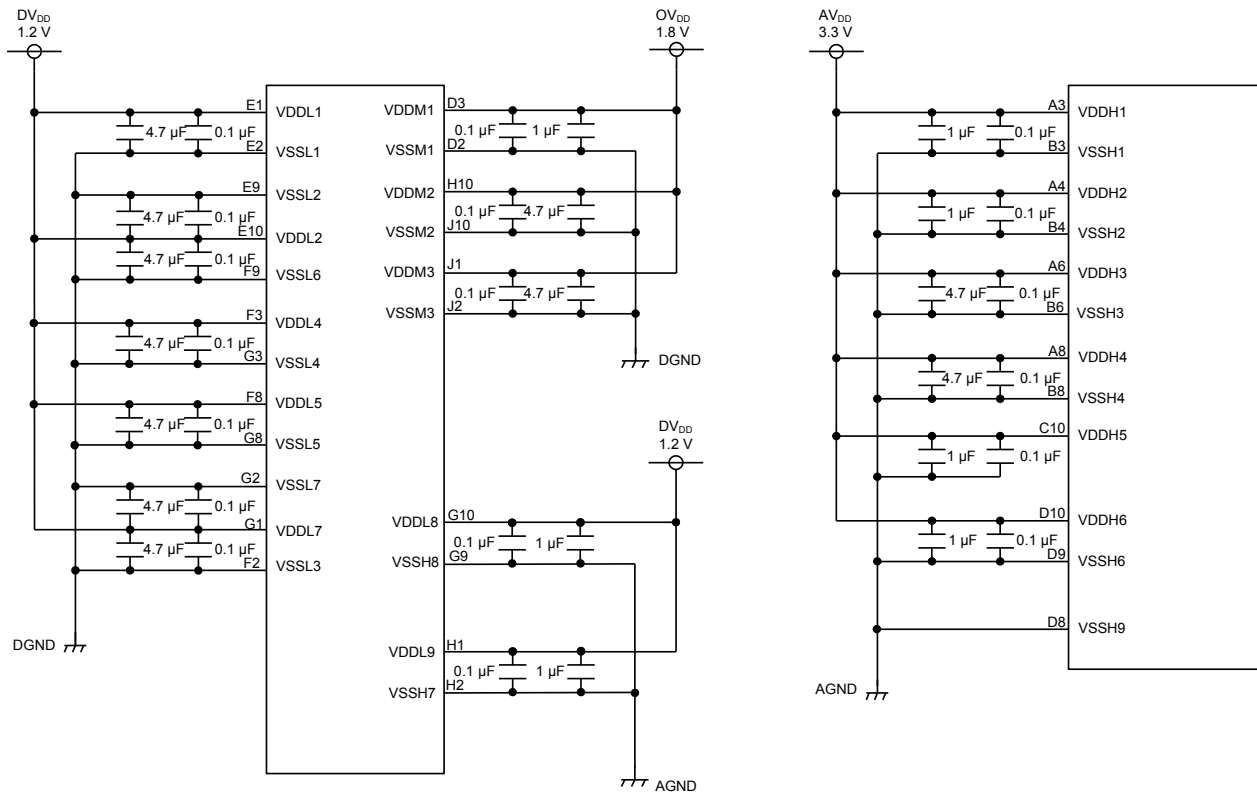 DVDD
1.2 V
OVDD
1.8 V
AVDD
3.3 V
E1
VDDL1
4.7 µF
0.1 µF
E2
VSSL1
E9
VSSL2
4.7 µF
0.1 µF
E10
VDDL2
4.7 µF
0.1 µF
F9
VSSL6
F3
VDDL4
4.7 µF
0.1 µF
G3
VSSL4
F8
VDDL5
4.7 µF
0.1 µF
G8
VSSL5
G2
VSSL7
4.7 µF
0.1 µF
G1
VDDL7
4.7 µF
0.1 µF
F2
VSSL3
DGND
VDDM1
D3
0.1 µF
1 µF
VSSM1
D2
VDDM2
H10
0.1 µF
4.7 µF
VSSM2
J10
VDDM3
J1
0.1 µF
4.7 µF
VSSM3
J2
DGND
DVDD
1.2 V
VDDL8
G10
0.1 µF
1 µF
VSSH8
G9
VDDL9
H1
0.1 µF
1 µF
VSSH7
H2
AGND
A3
VDDH1
1 µF
0.1 µF
B3
VSSH1
A4
VDDH2
1 µF
0.1 µF
B4
VSSH2
A6
VDDH3
4.7 µF
0.1 µF
B6
VSSH3
A8
VDDH4
4.7 µF
0.1 µF
B8
VSSH4
C10
VDDH5
1 µF
0.1 µF
D10
VDDH6
1 µF
0.1 µF
D9
VSSH6
D8
VSSH9
AGND